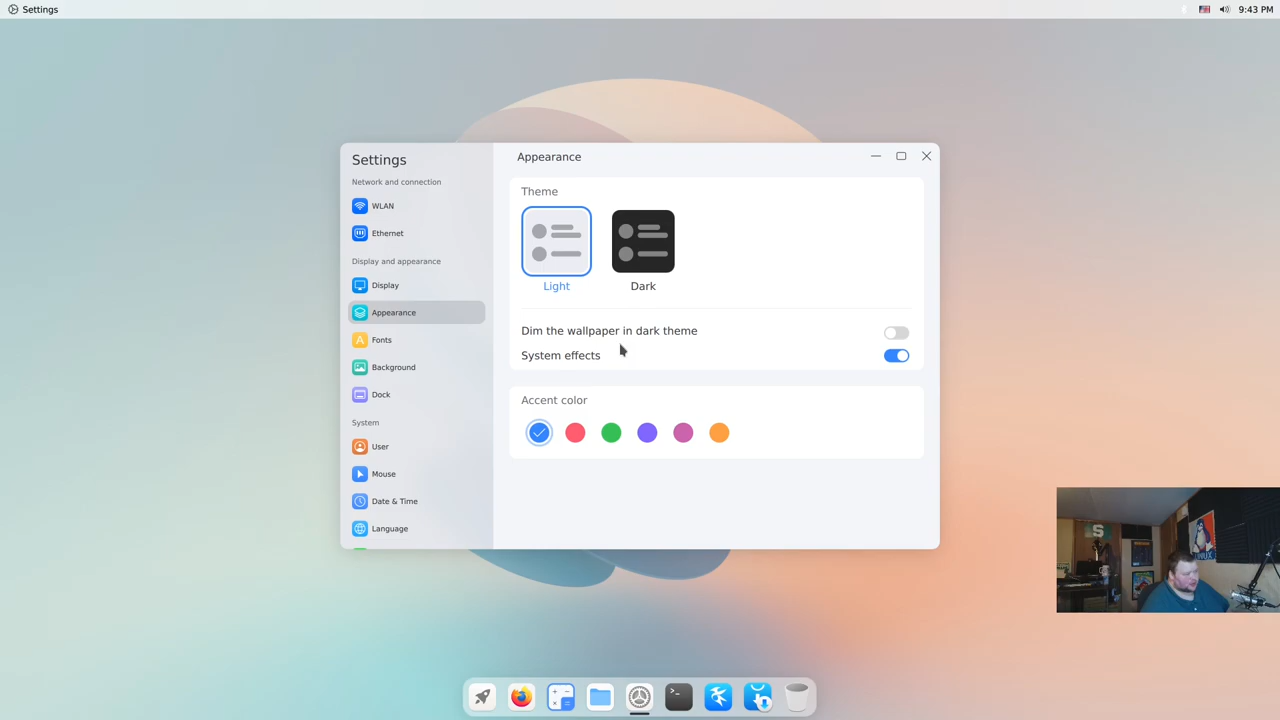 Settings
9:43 PM
Settings
Network and connection
WLAN
Ethernet
Display and appearance
Display
Appearance
Fonts
Background
Dock
System
User
Mouse
Date & Time
Language
Appearance
Theme
Light
Dark
Dim the wallpaper in dark theme
System effects
Accent color